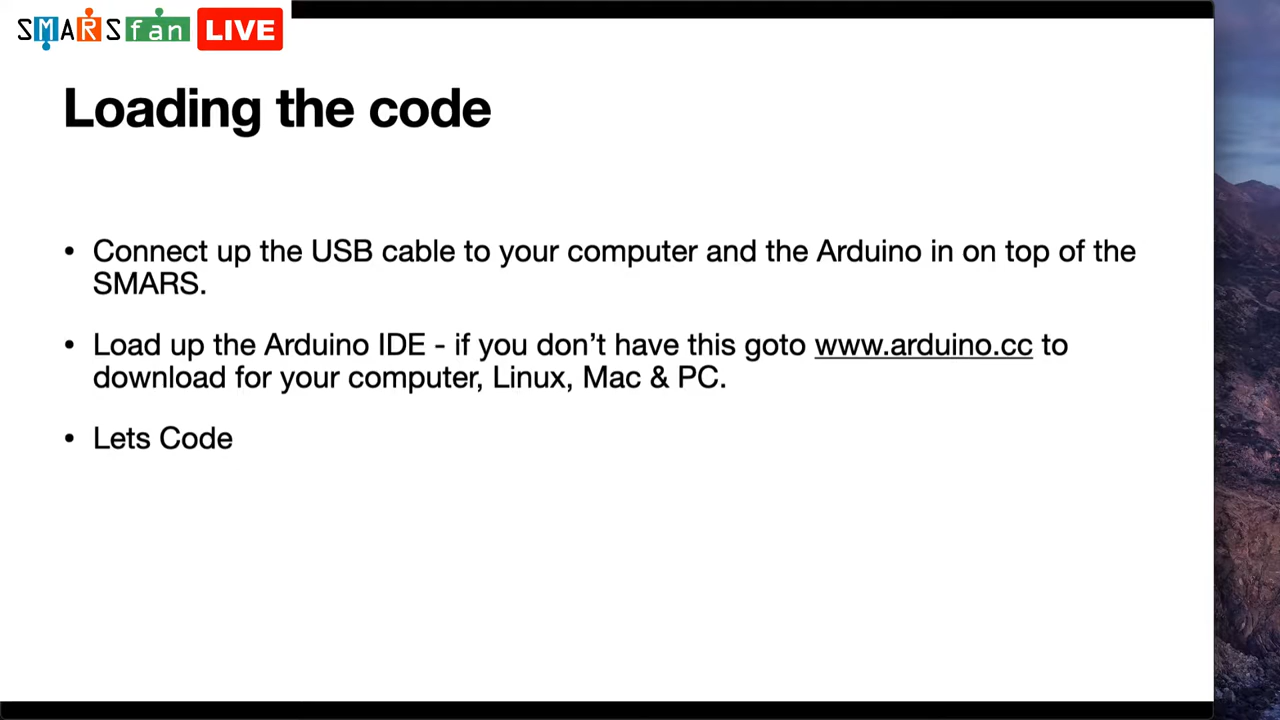 SMARSfan LIVE
Loading the code
• Connect up the USB cable to your computer and the Arduino in on top of the
SMARS.
• Load up the Arduino IDE - if you don’t have this goto www.arduino.cc to
download for your computer, Linux, Mac & PC.
• Lets Code